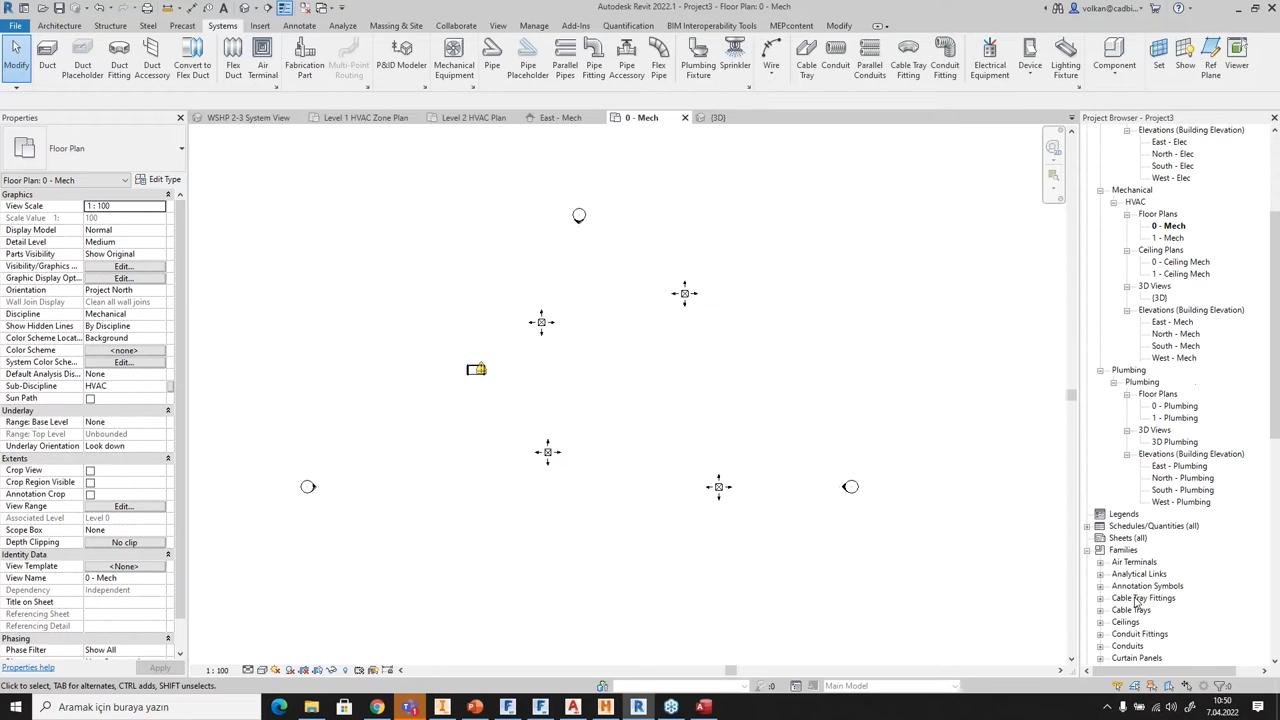 Autodesk Revit 2022.1 - Project3 - Floor Plan: 0 - Mech
volkan@cadbi...
File Architecture Structure Steel Precast Systems Insert Annotate Analyze Massing & Site Collaborate View Manage Add-Ins Quantification BIM Interoperability Tools MEPcontent Modify
Modify
Duct
Duct Placeholder
Duct Fitting
Duct Accessory
Convert to Flex Duct
Flex Duct
Air Terminal
Fabrication Part
Multi-Point Routing
P&ID Modeler
Mechanical Equipment
Pipe
Pipe Placeholder
Parallel Pipes
Pipe Fitting
Pipe Accessory
Flex Pipe
Plumbing Fixture
Sprinkler
Wire
Cable Tray
Conduit
Parallel Conduits
Cable Tray Fitting
Conduit Fitting
Electrical Equipment
Device
Lighting Fixture
Component
Set
Show
Ref Plane
Viewer
Properties
WSHP 2-3 System View
Level 1 HVAC Zone Plan
Level 2 HVAC Plan
East - Mech
0 - Mech
{3D}
Project Browser - Project3
Floor Plan
Floor Plan: 0 - Mech
Edit Type
Graphics
View Scale 1 : 100
Scale Value 1: 100
Display Model Normal
Detail Level Medium
Parts Visibility Show Original
Visibility/Graphics ... Edit...
Graphic Display Opt... Edit...
Orientation Project North
Wall Join Display Clean all wall joins
Discipline Mechanical
Show Hidden Lines By Discipline
Color Scheme Locat... Background
Color Scheme <none>
System Color Sche... Edit...
Default Analysis Dis... None
Sub-Discipline HVAC
Sun Path
Underlay
Range: Base Level None
Range: Top Level Unbounded
Underlay Orientation Look down
Extents
Crop View
Crop Region Visible
Annotation Crop
View Range Edit...
Associated Level Level 0
Scope Box None
Depth Clipping No clip
Identity Data
View Template <None>
View Name 0 - Mech
Dependency Independent
Title on Sheet
Referencing Sheet
Referencing Detail
Phasing
Phase Filter Show All
Properties help
Apply
Elevations (Building Elevation)
East - Elec
North - Elec
South - Elec
West - Elec
Mechanical
HVAC
Floor Plans
0 - Mech
1 - Mech
Ceiling Plans
0 - Ceiling Mech
1 - Ceiling Mech
3D Views
{3D}
Elevations (Building Elevation)
East - Mech
North - Mech
South - Mech
West - Mech
Plumbing
Plumbing
Floor Plans
0 - Plumbing
1 - Plumbing
3D Views
3D Plumbing
Elevations (Building Elevation)
East - Plumbing
North - Plumbing
South - Plumbing
West - Plumbing
Legends
Schedules/Quantities (all)
Sheets (all)
Families
Air Terminals
Analytical Links
Annotation Symbols
Cable Tray Fittings
Cable Trays
Ceilings
Conduit Fittings
Conduits
Curtain Panels
1 : 100
Click to select, TAB for alternates, CTRL adds, SHIFT unselects.
:0
Main Model
:0
Aramak için buraya yazın
10:50
7.04.2022